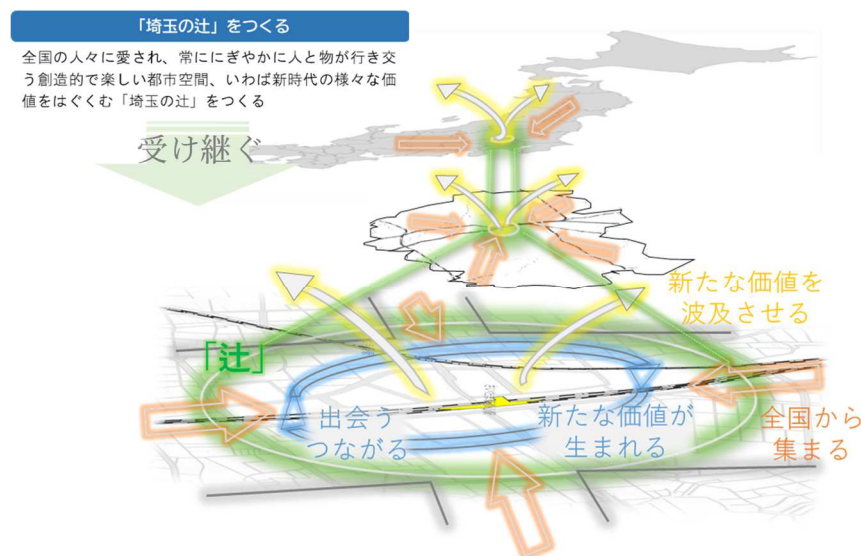 「埼玉の辻」をつくる
全国の人々に愛され、常ににぎやかに人と物が行き交
う創造的で楽しい都市空間、いわば新時代の様々な価
値をはぐくむ「埼玉の辻」をつくる
受け継ぐ
新たな価値を
波及させる
「辻」
出会う
つながる
新たな価値が
生まれる
全国から
集まる